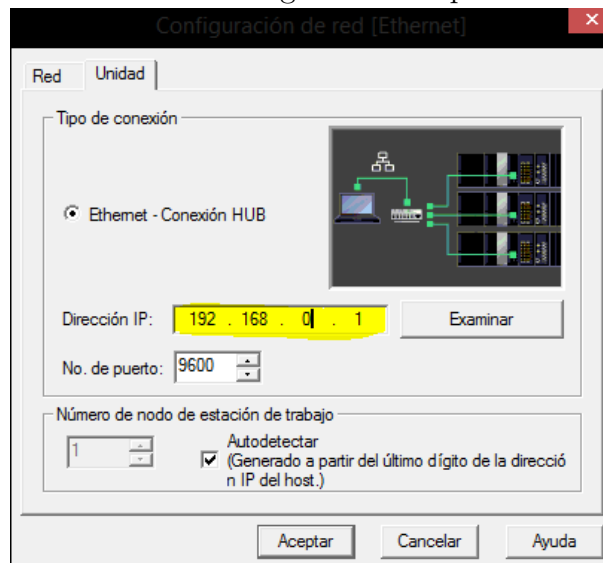 Configuración de red [Ethernet]
Red Unidad
Tipo de conexión
Ethernet - Conexión HUB
Dirección IP: 192 . 168 . 0 . 1 Examinar
No. de puerto: 9600
Número de nodo de estación de trabajo
1 Autodetectar
(Generado a partir del último dígito de la direcció
n IP del host.)
Aceptar Cancelar Ayuda